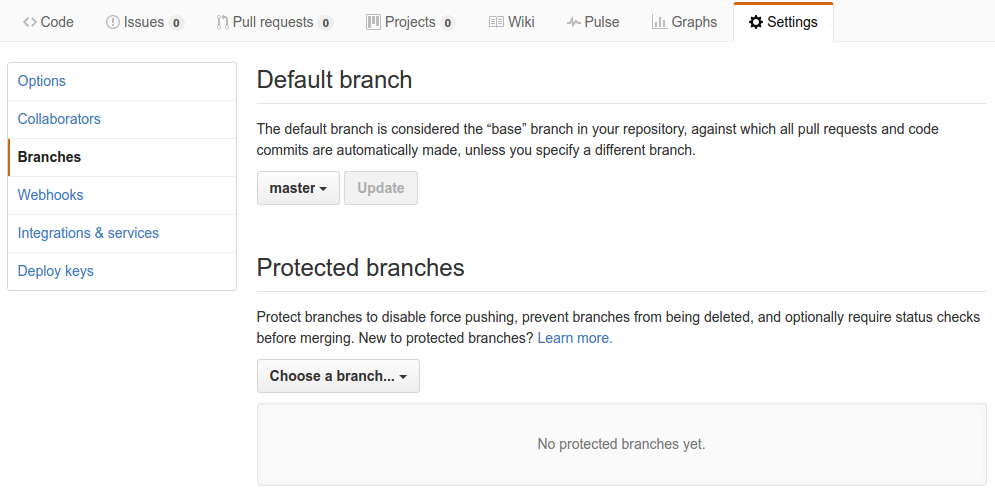 Code Issues 0 Pull requests 0 Projects 0 Wiki Pulse Graphs Settings
Options
Collaborators
Branches
Webhooks
Integrations & services
Deploy keys
Default branch
The default branch is considered the “base” branch in your repository, against which all pull requests and code
commits are automatically made, unless you specify a different branch.
master Update
Protected branches
Protect branches to disable force pushing, prevent branches from being deleted, and optionally require status checks
before merging. New to protected branches? Learn more.
Choose a branch...
No protected branches yet.